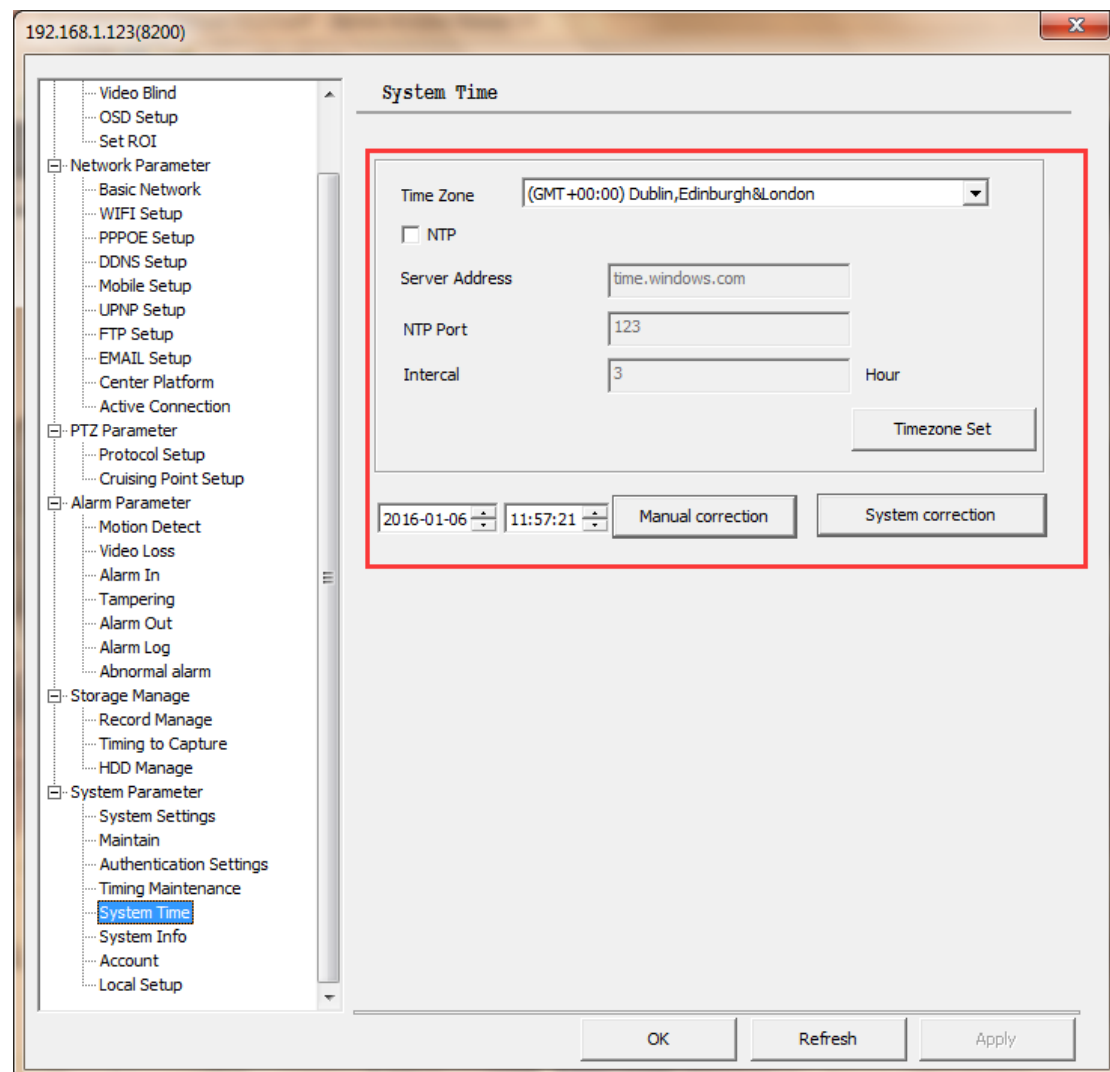 192.168.1.123(8200)
Video Blind
OSD Setup
Set ROI
Network Parameter
Basic Network
WIFI Setup
PPPOE Setup
DDNS Setup
Mobile Setup
UPNP Setup
FTP Setup
EMAIL Setup
Center Platform
Active Connection
PTZ Parameter
Protocol Setup
Cruising Point Setup
Alarm Parameter
Motion Detect
Video Loss
Alarm In
Tampering
Alarm Out
Alarm Log
Abnormal alarm
Storage Manage
Record Manage
Timing to Capture
HDD Manage
System Parameter
System Settings
Maintain
Authentication Settings
Timing Maintenance
System Time
System Info
Account
Local Setup
System Time
Time Zone (GMT+00:00) Dublin,Edinburgh&London
NTP
Server Address time.windows.com
NTP Port 123
Intercal 3 Hour
Timezone Set
2016-01-06 11:57:21 Manual correction System correction
OK Refresh Apply